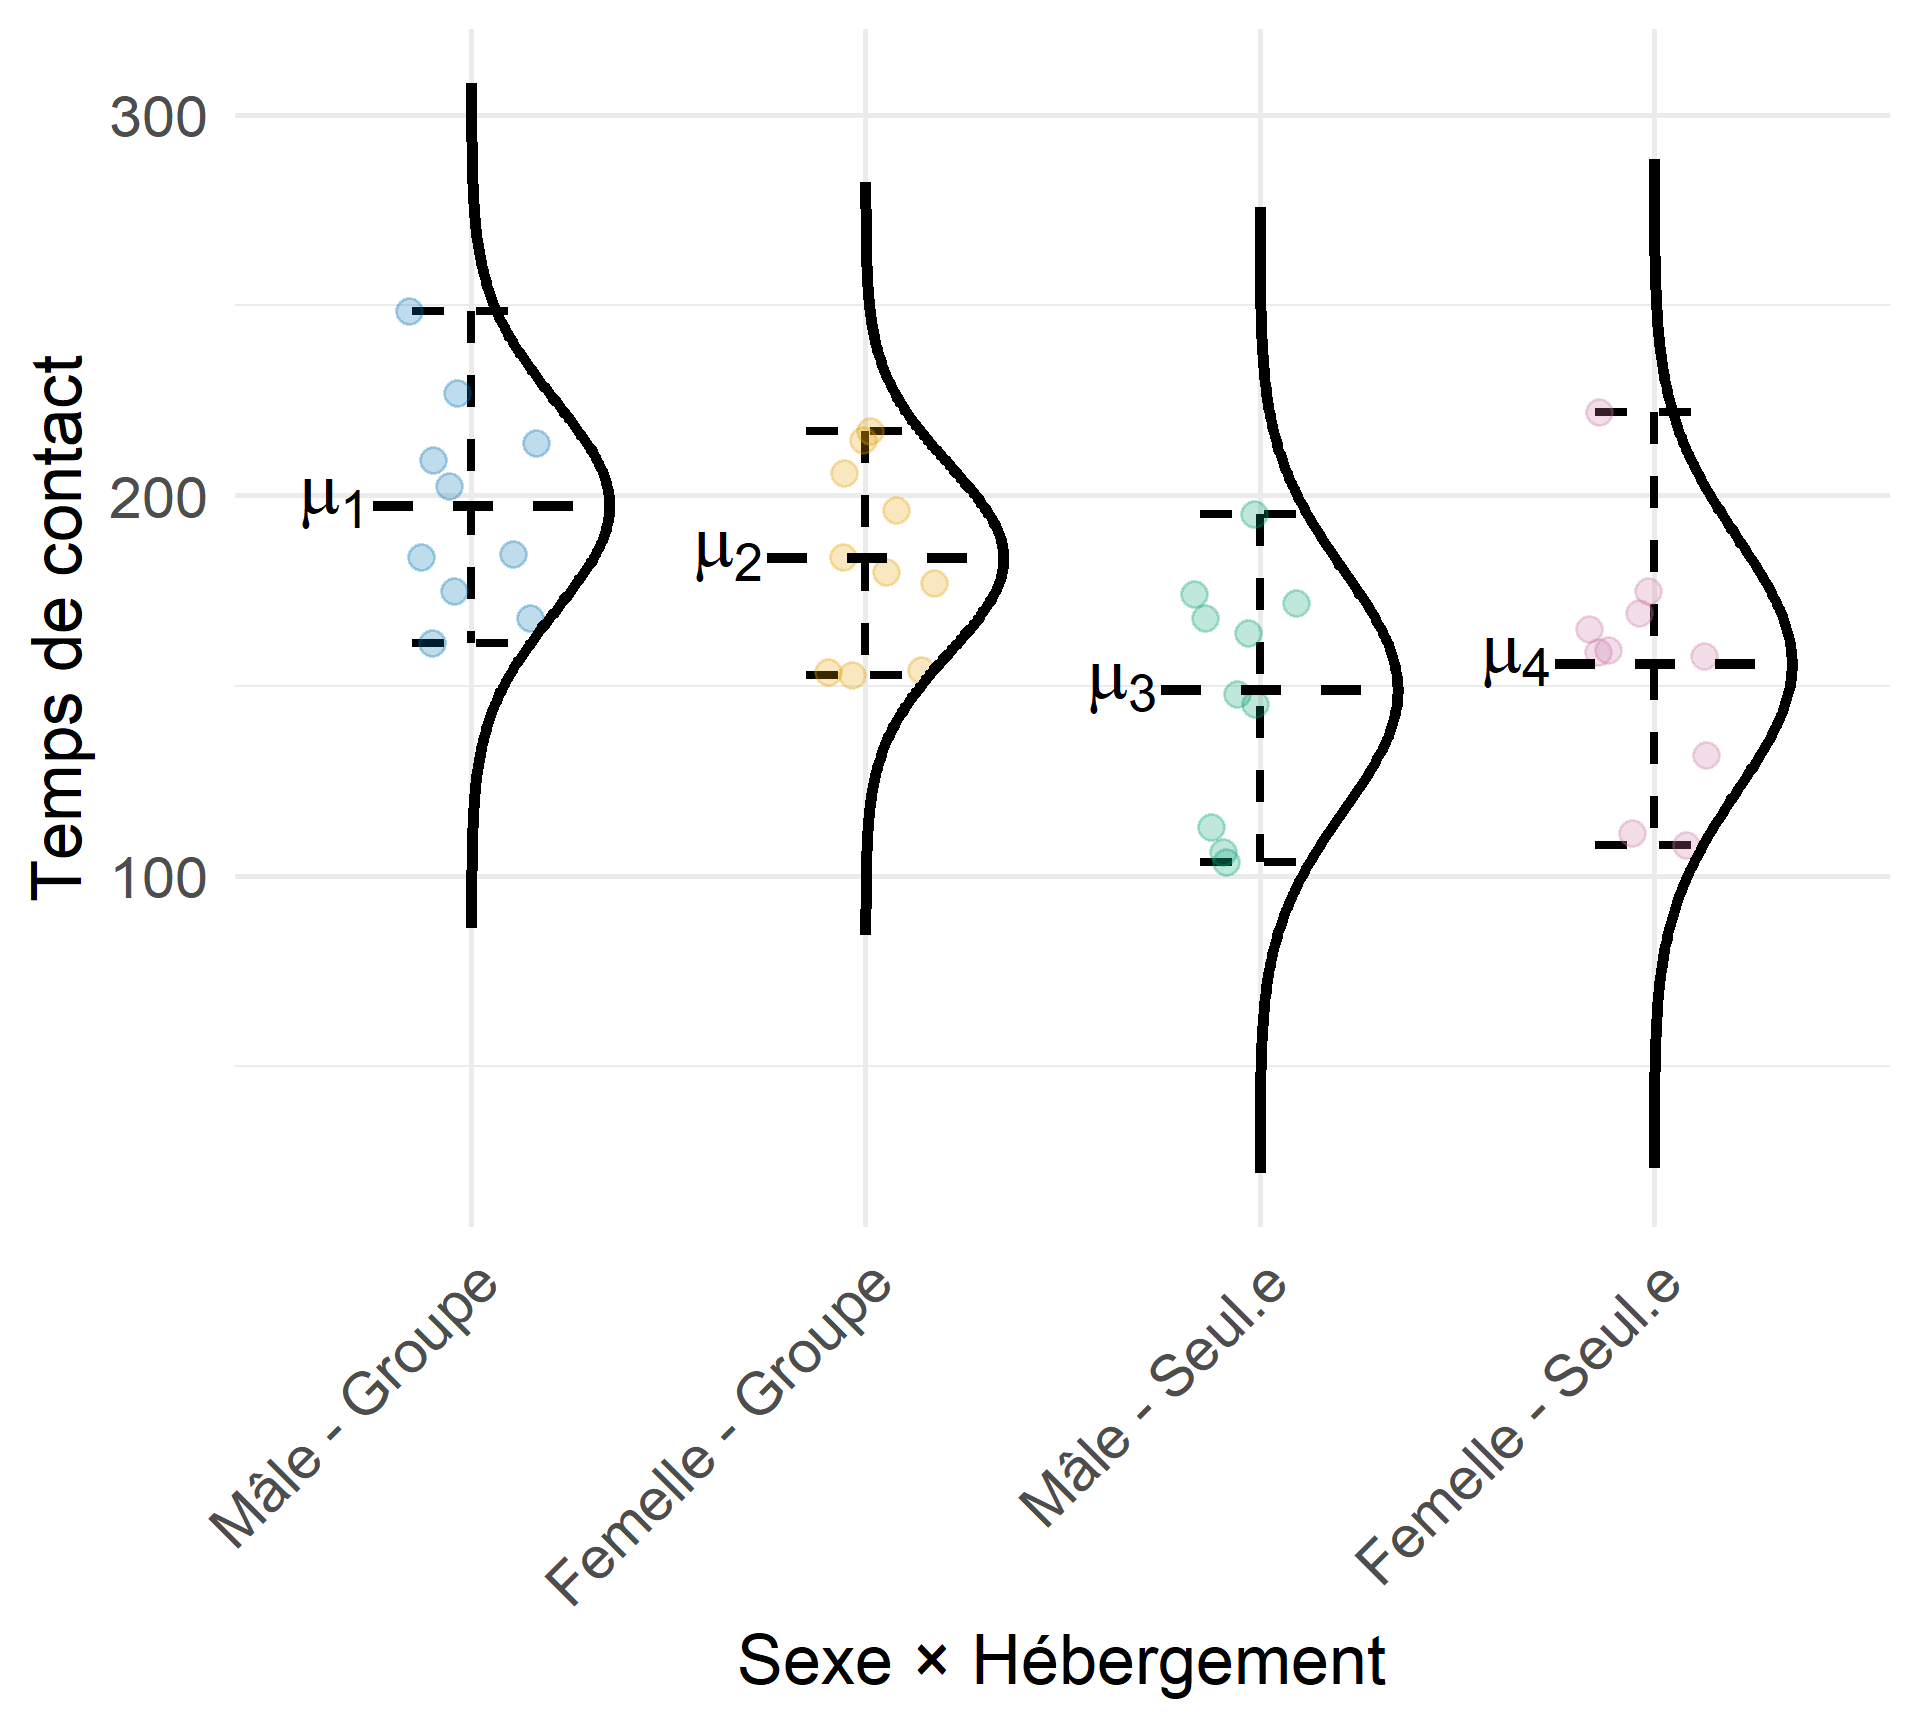 Temps de contact
300
200
100
μ1
μ2
μ3
μ4
Mâle - Groupe
Femelle - Groupe
Mâle - Seul.e
Femelle - Seul.e
Sexe × Hébergement